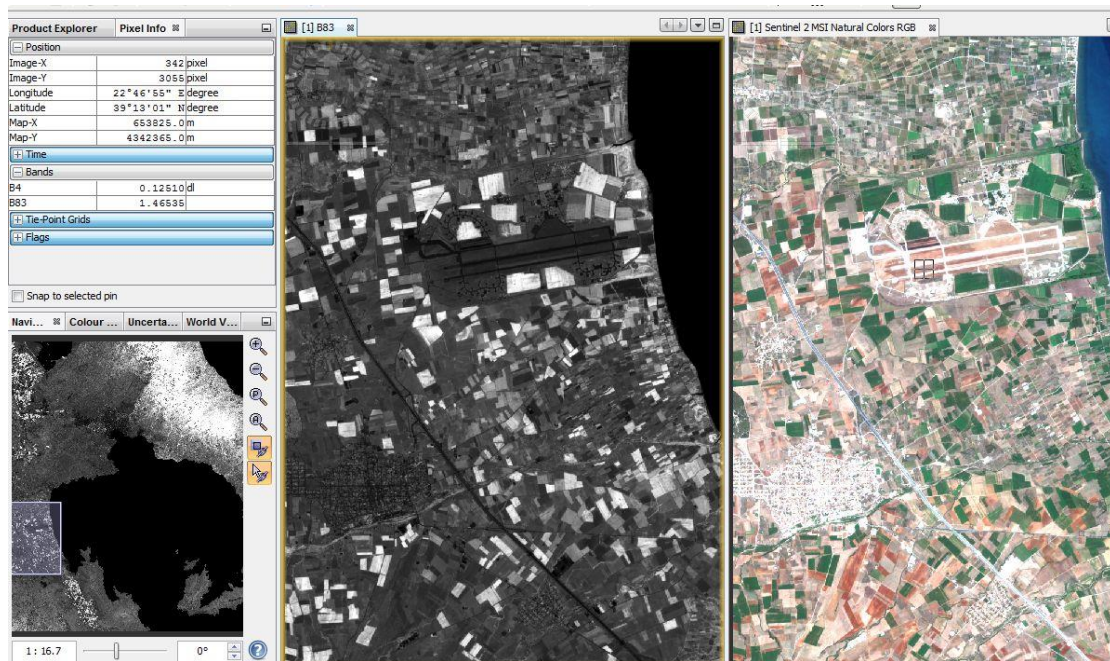 Product Explorer Pixel Info
Position
Image-X 342 pixel
Image-Y 3055 pixel
Longitude 22°46'55" E degree
Latitude 39°13'01" N degree
Map-X 653825.0 m
Map-Y 4342365.0 m
Time
Bands
B4 0.12510 dl
B83 1.46535
Tie-Point Grids
Flags
Snap to selected pin
Navi... Colour ... Uncerta... World V...
1 : 16.7 0°
[1] B83
[1] Sentinel 2 MSI Natural Colors RGB